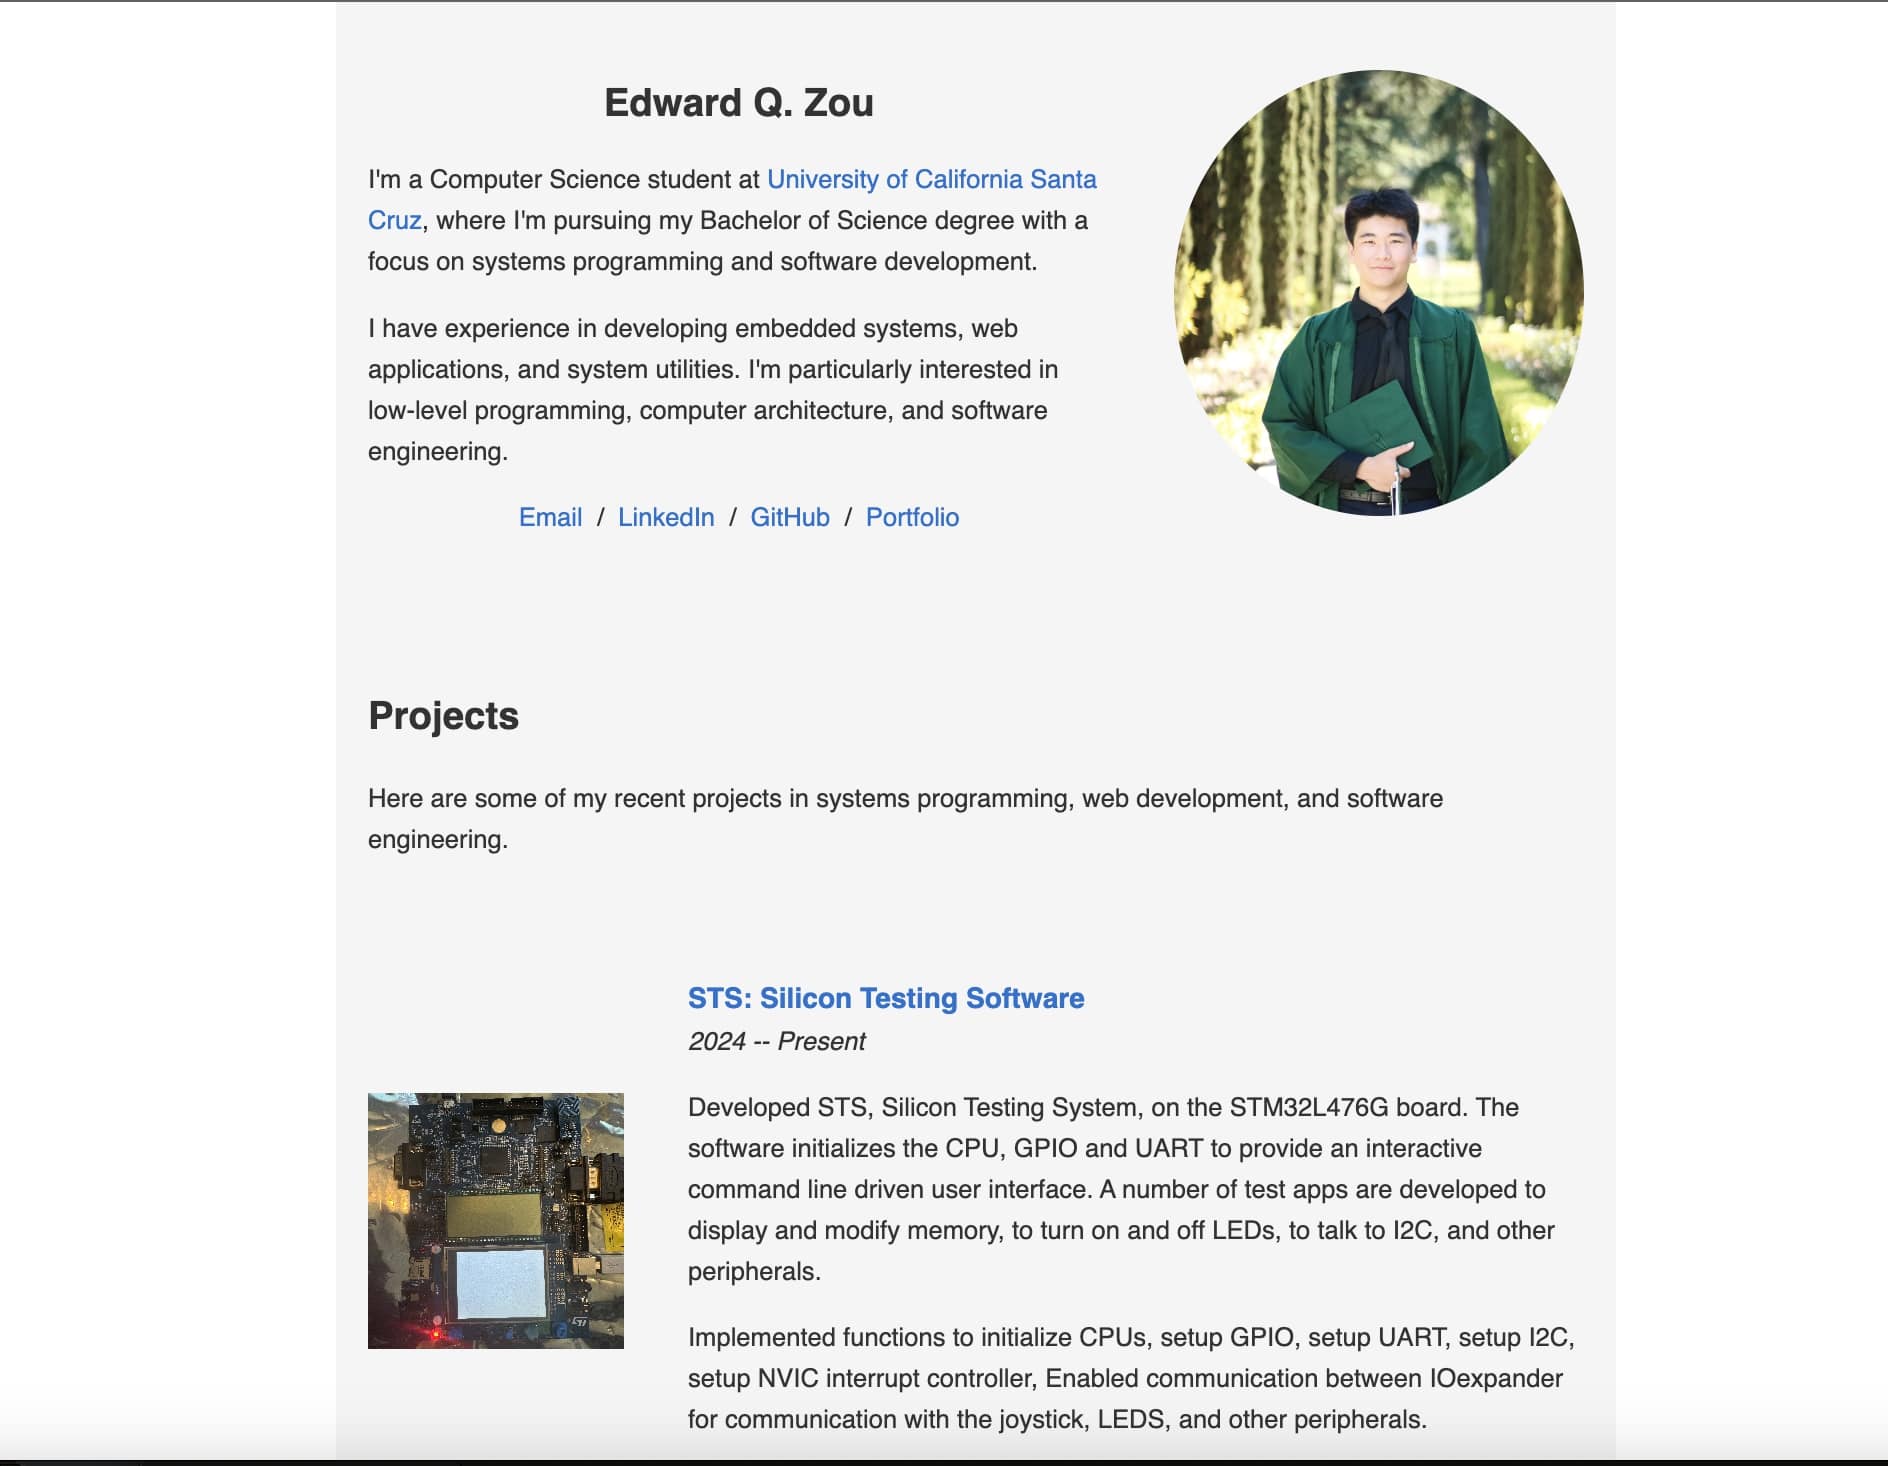 Edward Q. Zou
I'm a Computer Science student at University of California Santa
Cruz, where I'm pursuing my Bachelor of Science degree with a
focus on systems programming and software development.
I have experience in developing embedded systems, web
applications, and system utilities. I'm particularly interested in
low-level programming, computer architecture, and software
engineering.
Email / LinkedIn / GitHub / Portfolio
Projects
Here are some of my recent projects in systems programming, web development, and software
engineering.
STS: Silicon Testing Software
2024 -- Present
Developed STS, Silicon Testing System, on the STM32L476G board. The
software initializes the CPU, GPIO and UART to provide an interactive
command line driven user interface. A number of test apps are developed to
display and modify memory, to turn on and off LEDs, to talk to I2C, and other
peripherals.
Implemented functions to initialize CPUs, setup GPIO, setup UART, setup I2C,
setup NVIC interrupt controller, Enabled communication between IOexpander
for communication with the joystick, LEDS, and other peripherals.